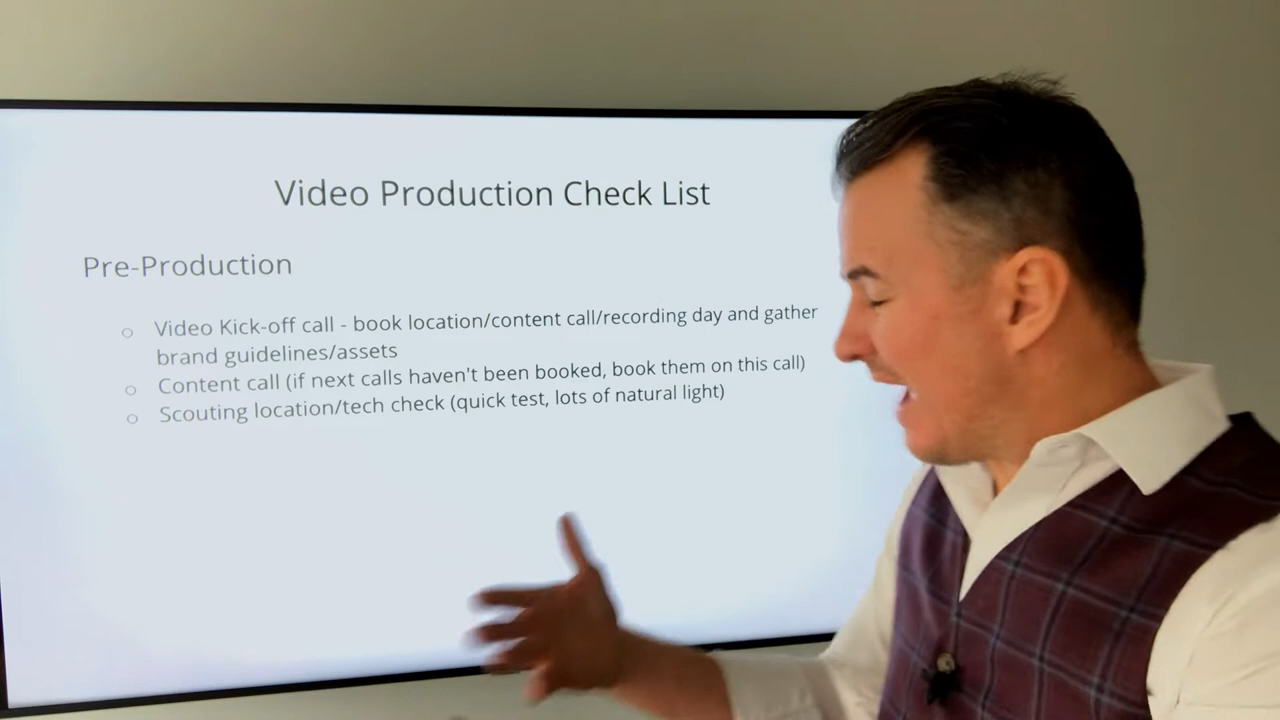 Video Production Check List
Pre-Production
○ Video Kick-off call - book location/content call/recording day and gather
brand guidelines/assets
○ Content call (if next calls haven't been booked, book them on this call)
○ Scouting location/tech check (quick test, lots of natural light)